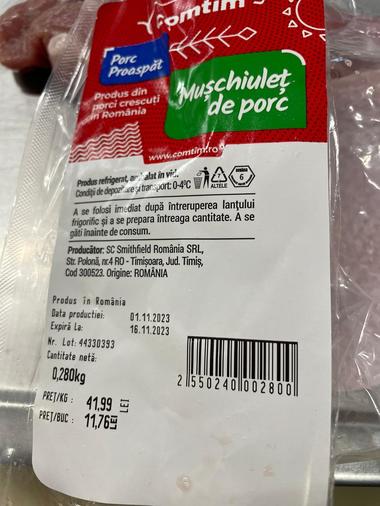 Comtim
Porc
Proaspăt
Produs din
porci crescuți
în România
Mușchiuleț
de porc
www.comtim.ro
Produs refrigerat, ambalat în vid.
Condiții de depozitare și transport: 0-4°C
ALTELE
6
A se folosi imediat după întreruperea lanțului
frigorific și a se prepara întreaga cantitate. A se
găti înainte de consum.
Producător: SC Smithfield România SRL,
Str. Polonă, nr.4 RO - Timișoara, Jud. Timiș,
Cod 300523. Origine: ROMÂNIA
Produs în România
Data productiei: 01.11.2023
Expiră La: 16.11.2023
Nr. Lot: 44330393
Cantitate netă:
0,280kg
PREȚ/KG : 41,99 LEI
PREȚ/BUC : 11,76 LEI
2 550240 002800